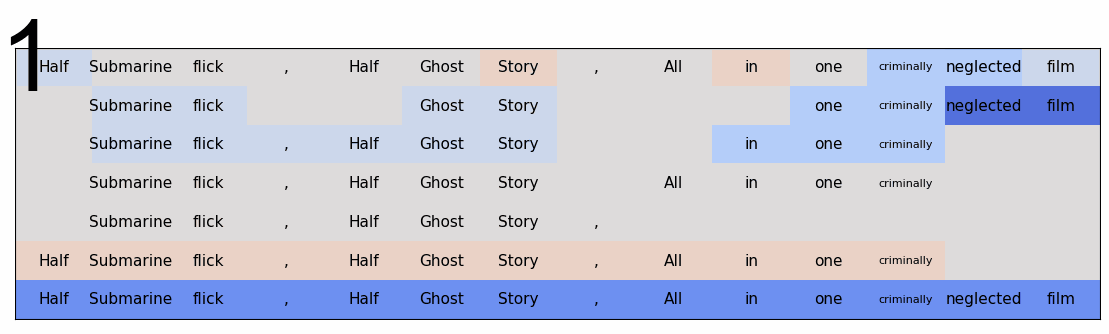 1
Half Submarine flick , Half Ghost Story , All in one criminally neglected film
Submarine flick Ghost Story one criminally neglected film
Submarine flick , Half Ghost Story in one criminally
Submarine flick , Half Ghost Story All in one criminally
Submarine flick , Half Ghost Story ,
Half Submarine flick , Half Ghost Story , All in one criminally
Half Submarine flick , Half Ghost Story , All in one criminally neglected film